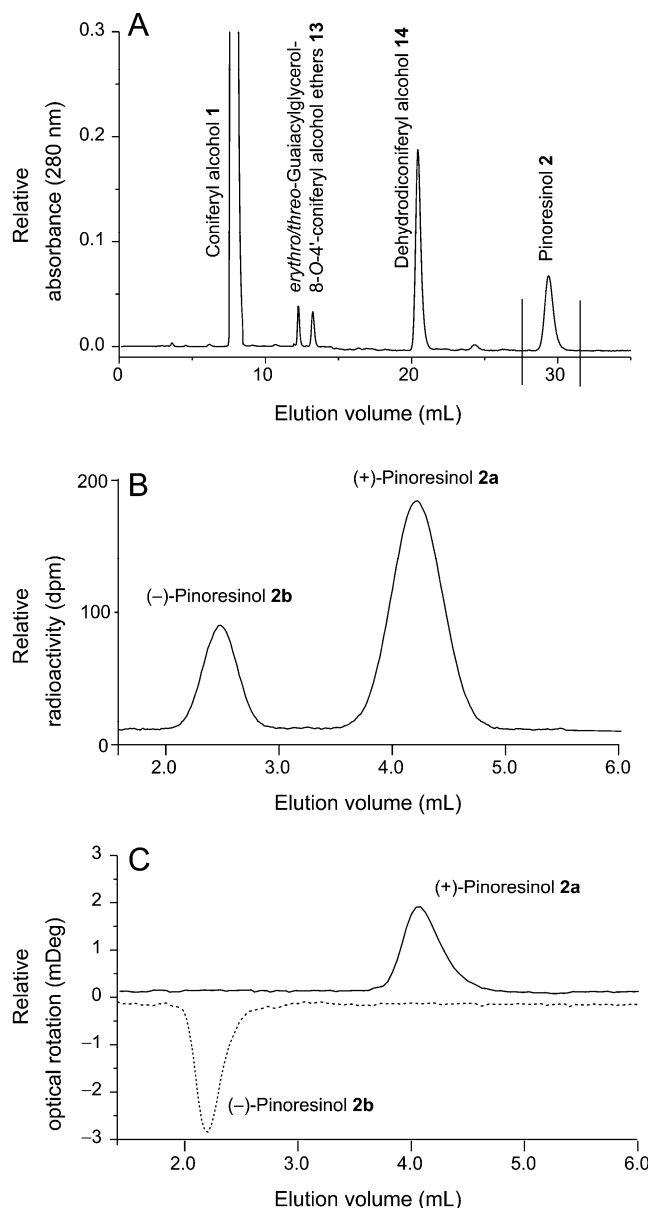 A
0.3
0.2
0.1
0.0
Relative
absorbance (280 nm)
Coniferyl alcohol 1
erythro/threo-Guaiacylglycerol-
8-O-4'-coniferyl alcohol ethers 13
Dehydrodiconiferyl alcohol 14
Pinoresinol 2
0 10 20 30
Elution volume (mL)
B
200
100
0
Relative
radioactivity (dpm)
(+)-Pinoresinol 2a
(−)-Pinoresinol 2b
2.0 3.0 4.0 5.0 6.0
Elution volume (mL)
C
3
2
1
0
−1
−2
−3
Relative
optical rotation (mDeg)
(+)-Pinoresinol 2a
(−)-Pinoresinol 2b
2.0 3.0 4.0 5.0 6.0
Elution volume (mL)